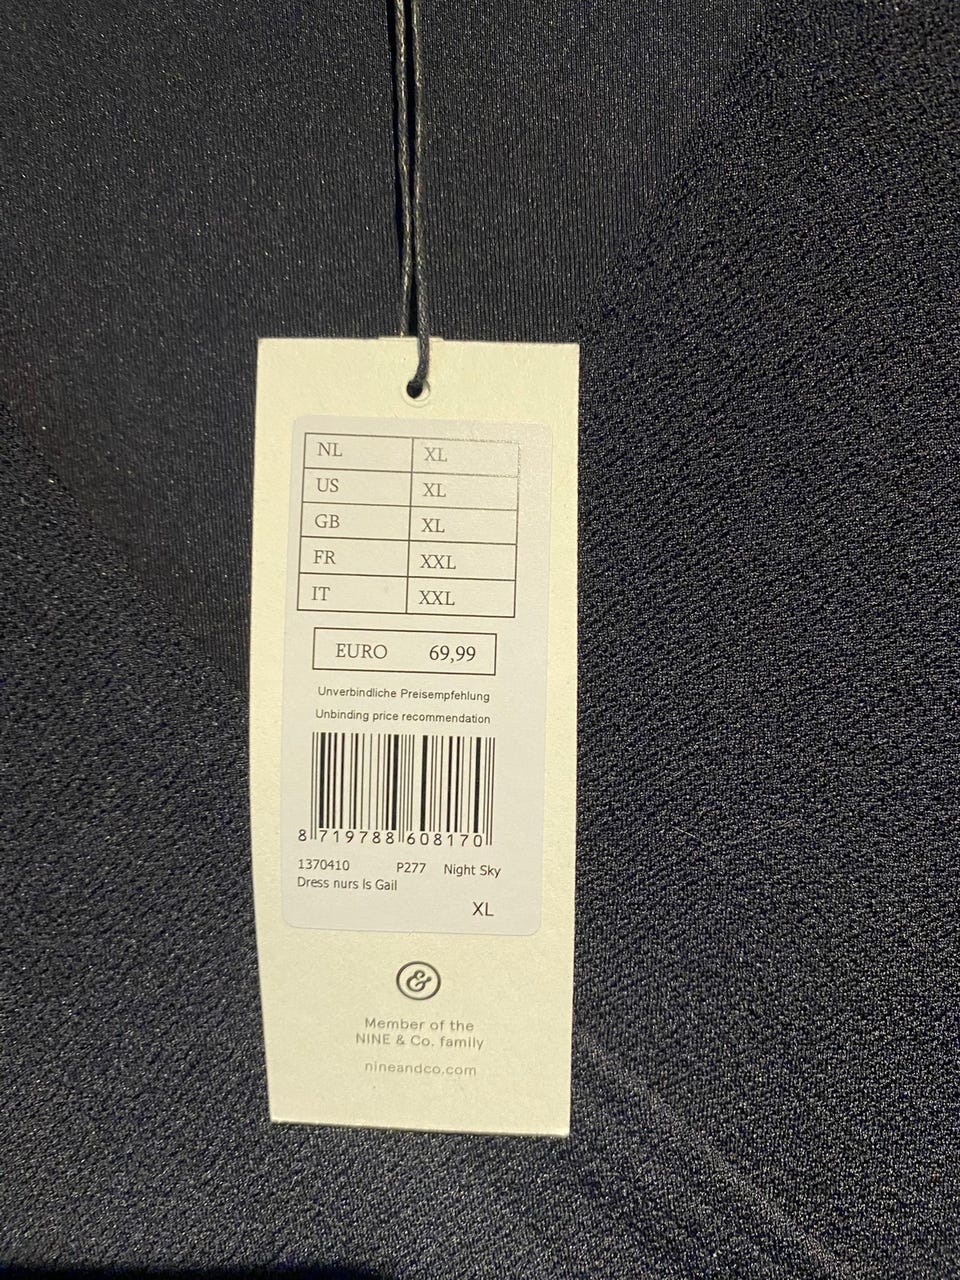 NL XL
US XL
GB XL
FR XXL
IT XXL
EURO 69,99
Unverbindliche Preisempfehlung
Unbinding price recommendation
8 719788 608170
1370410 P277 Night Sky
Dress nurs ls Gail
XL
&
Member of the
NINE & Co. family
nineandco.com